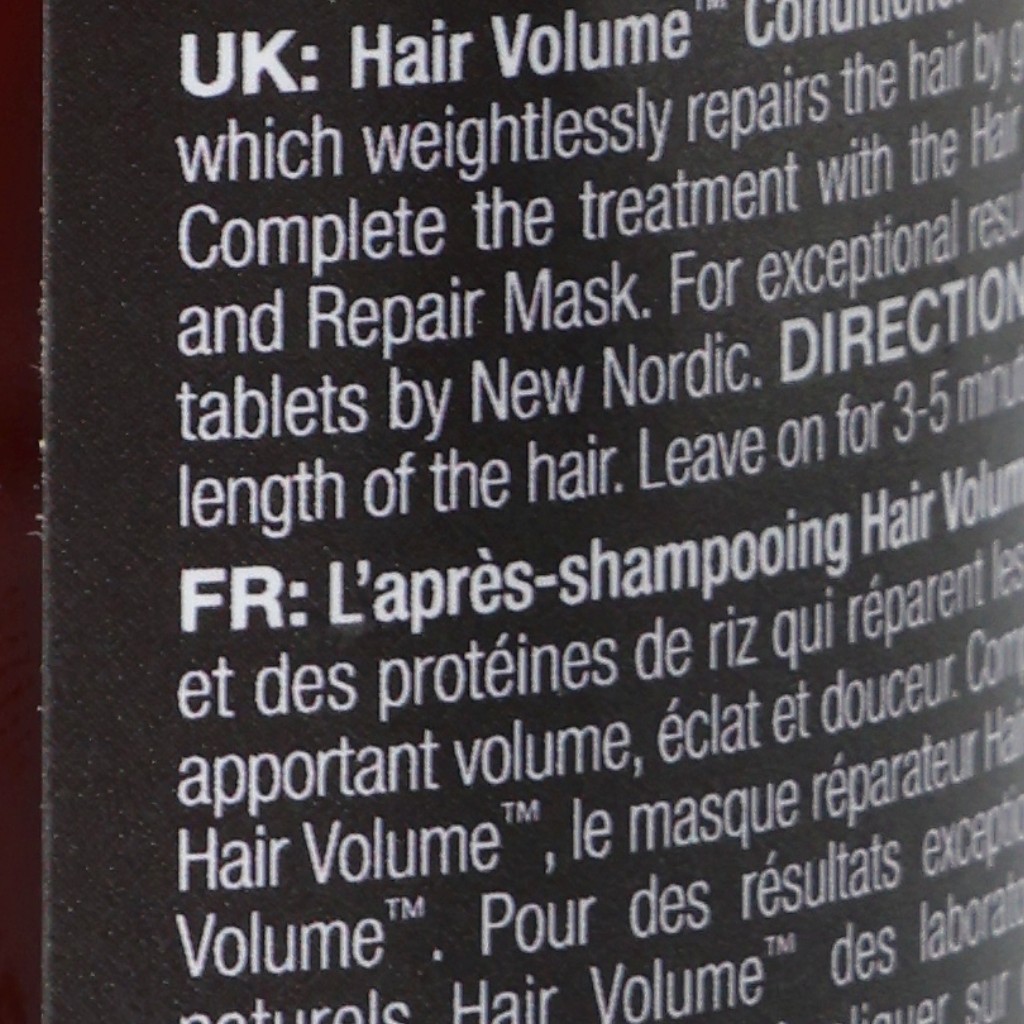 UK: Hair Volume™
which weightlessly repairs the hair by
Complete the treatment with the Hair
and Repair Mask. For exceptional
tablets by New Nordic. DIRECTION
length of the hair. Leave on for 3-5
FR: L'après-shampooing Hair Volum
et des protéines de riz qui réparent les
apportant volume, éclat et douceur.
Hair Volume™, le masque réparateur
Volume™. Pour des résultats
naturels Hair Volume™ des
sur